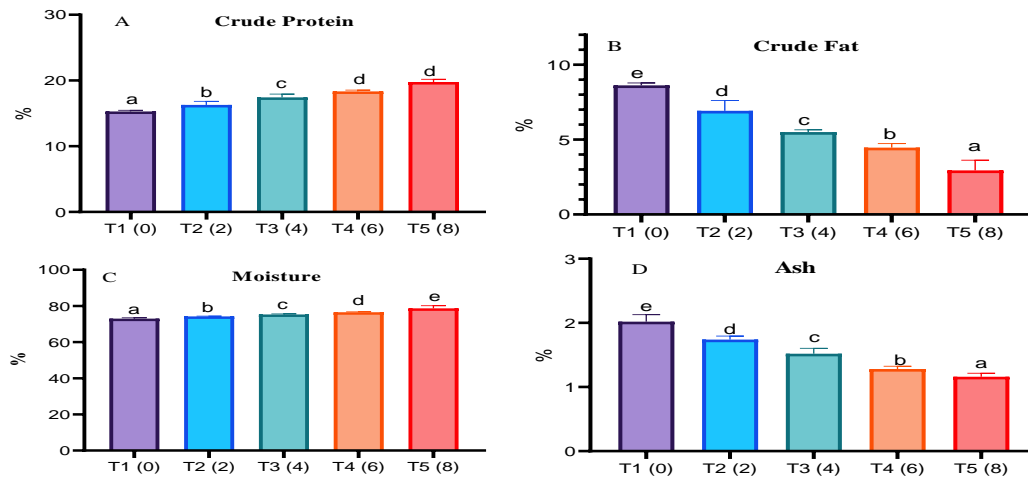 A Crude Protein
%
30
20
10
0
a b c d d
T1 (0) T2 (2) T3 (4) T4 (6) T5 (8)
B Crude Fat
%
10
5
0
e d c b a
T1 (0) T2 (2) T3 (4) T4 (6) T5 (8)
C Moisture
%
100
80
60
40
20
0
a b c d e
T1 (0) T2 (2) T3 (4) T4 (6) T5 (8)
D Ash
%
3
2
1
0
e d c b a
T1 (0) T2 (2) T3 (4) T4 (6) T5 (8)